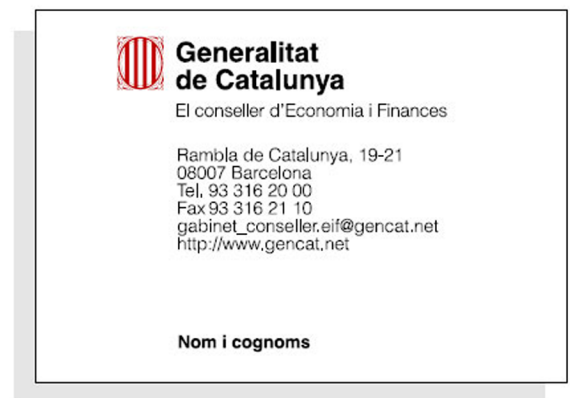 Generalitat
de Catalunya
El conseller d'Economia i Finances
Rambla de Catalunya, 19-21
08007 Barcelona
Tel. 93 316 20 00
Fax 93 316 21 10
gabinet_conseller.eif@gencat.net
http://www.gencat.net
Nom i cognoms